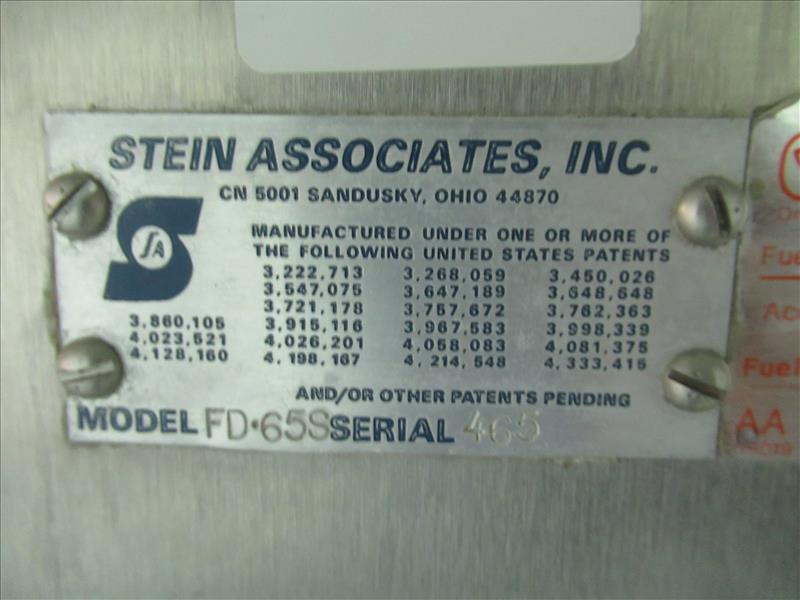 STEIN ASSOCIATES, INC.
CN 5001 SANDUSKY, OHIO 44870
SA
MANUFACTURED UNDER ONE OR MORE OF
THE FOLLOWING UNITED STATES PATENTS
3,222,713 3,268,059 3,450,026
3,547,075 3,647,189 3,648,648
3,721,178 3,757,672 3,762,363
3,860,105 3,915,116 3,967,583 3,998,339
4,023,521 4,026,201 4,058,083 4,081,375
4,128,160 4,198,167 4,214,548 4,333,415
AND/OR OTHER PATENTS PENDING
MODEL FD•65S SERIAL 465
Fue
Ac
Fuel
AA